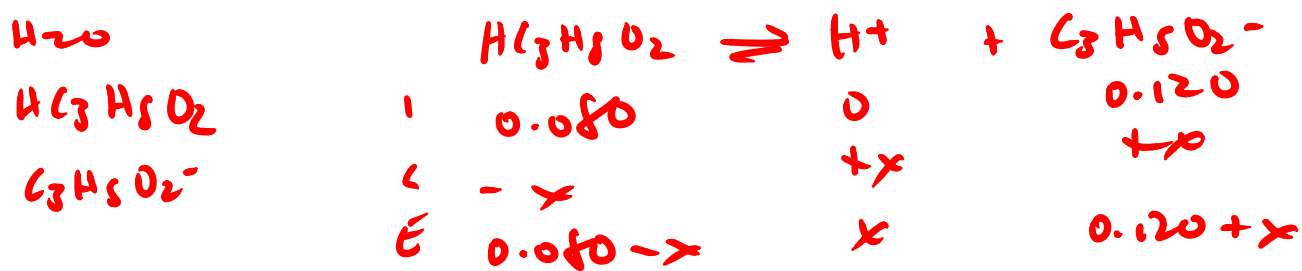 H2O HC3H5O2 ⇌ H+ + C3H5O2-
HC3H5O2 I 0.080 0 0.120
C3H5O2- C - x +x +x
E 0.080-x x 0.120+x